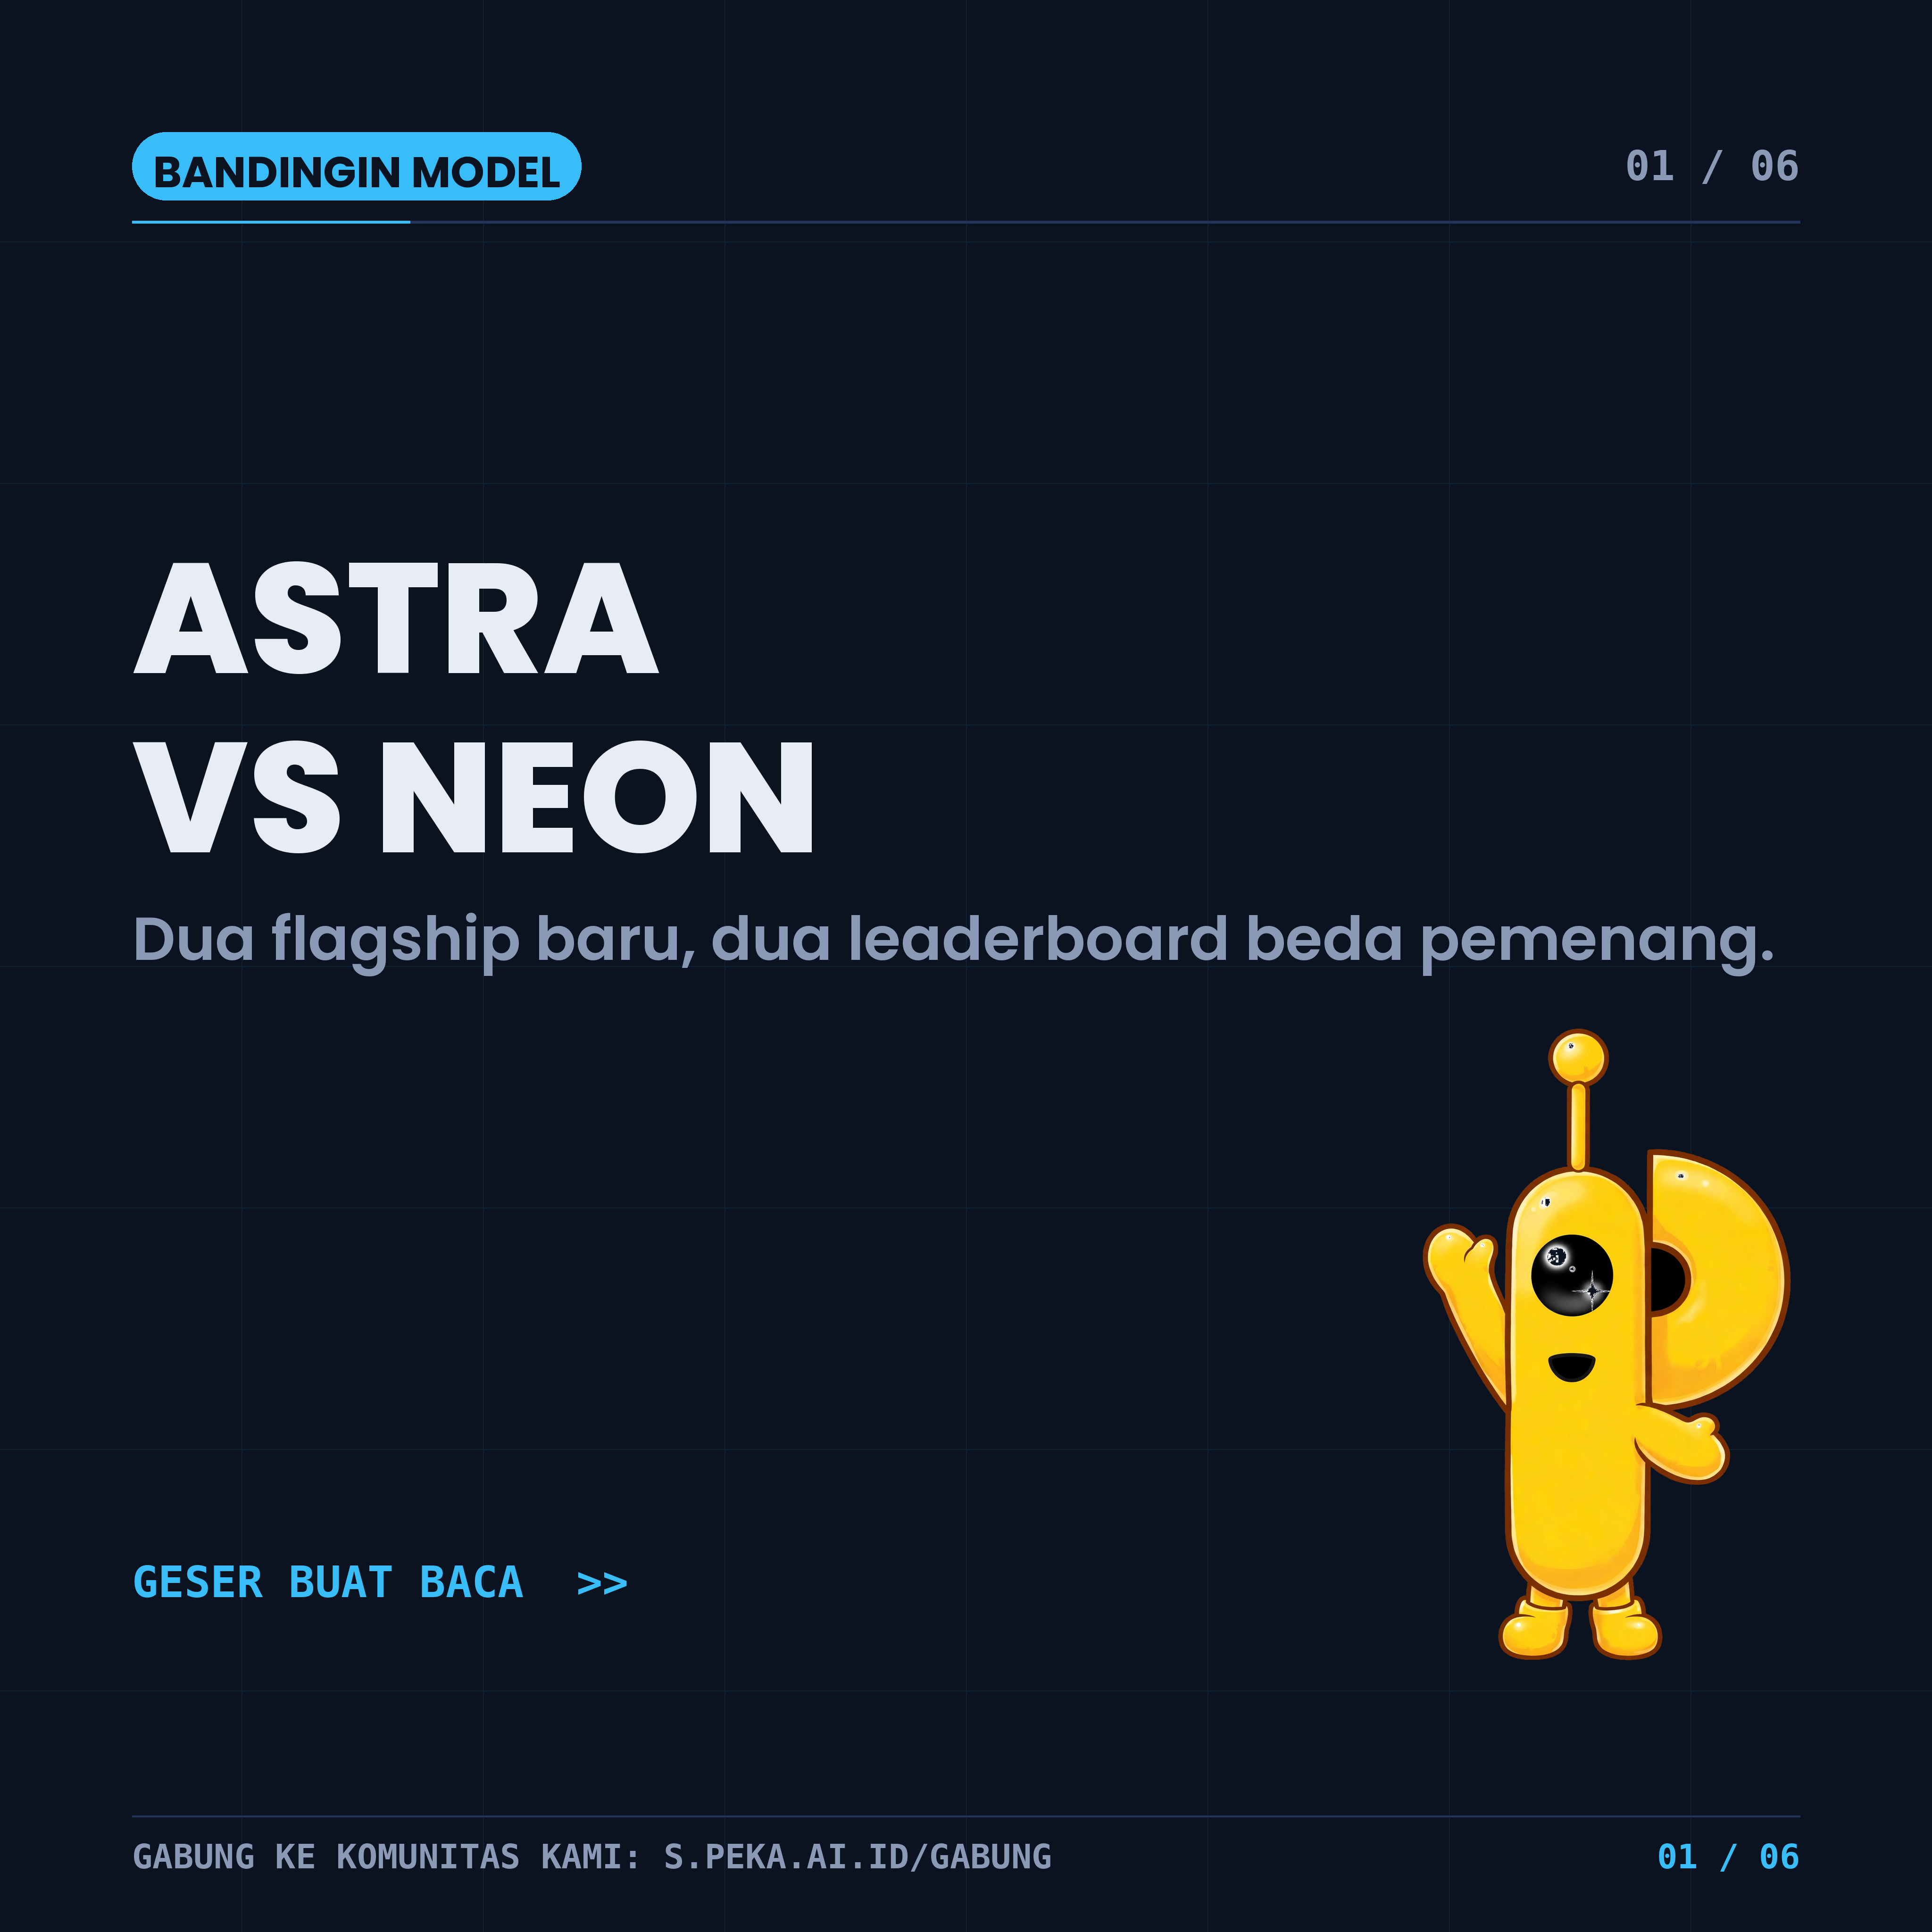 BANDINGIN MODEL
01 / 06
ASTRA
VS NEON
Dua flagship baru, dua leaderboard beda pemenang.
GESER BUAT BACA >>
GABUNG KE KOMUNITAS KAMI: S.PEKA.AI.ID/GABUNG
01 / 06